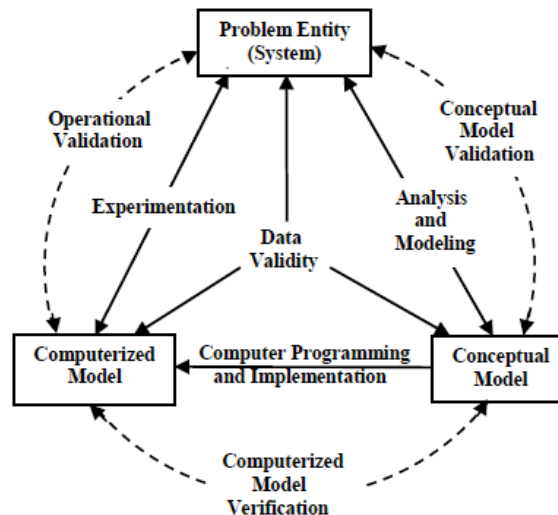 Problem Entity
(System)
Operational
Validation
Conceptual
Model
Validation
Experimentation
Analysis
and
Modeling
Data
Validity
Computerized
Model
Computer Programming
and Implementation
Conceptual
Model
Computerized
Model
Verification